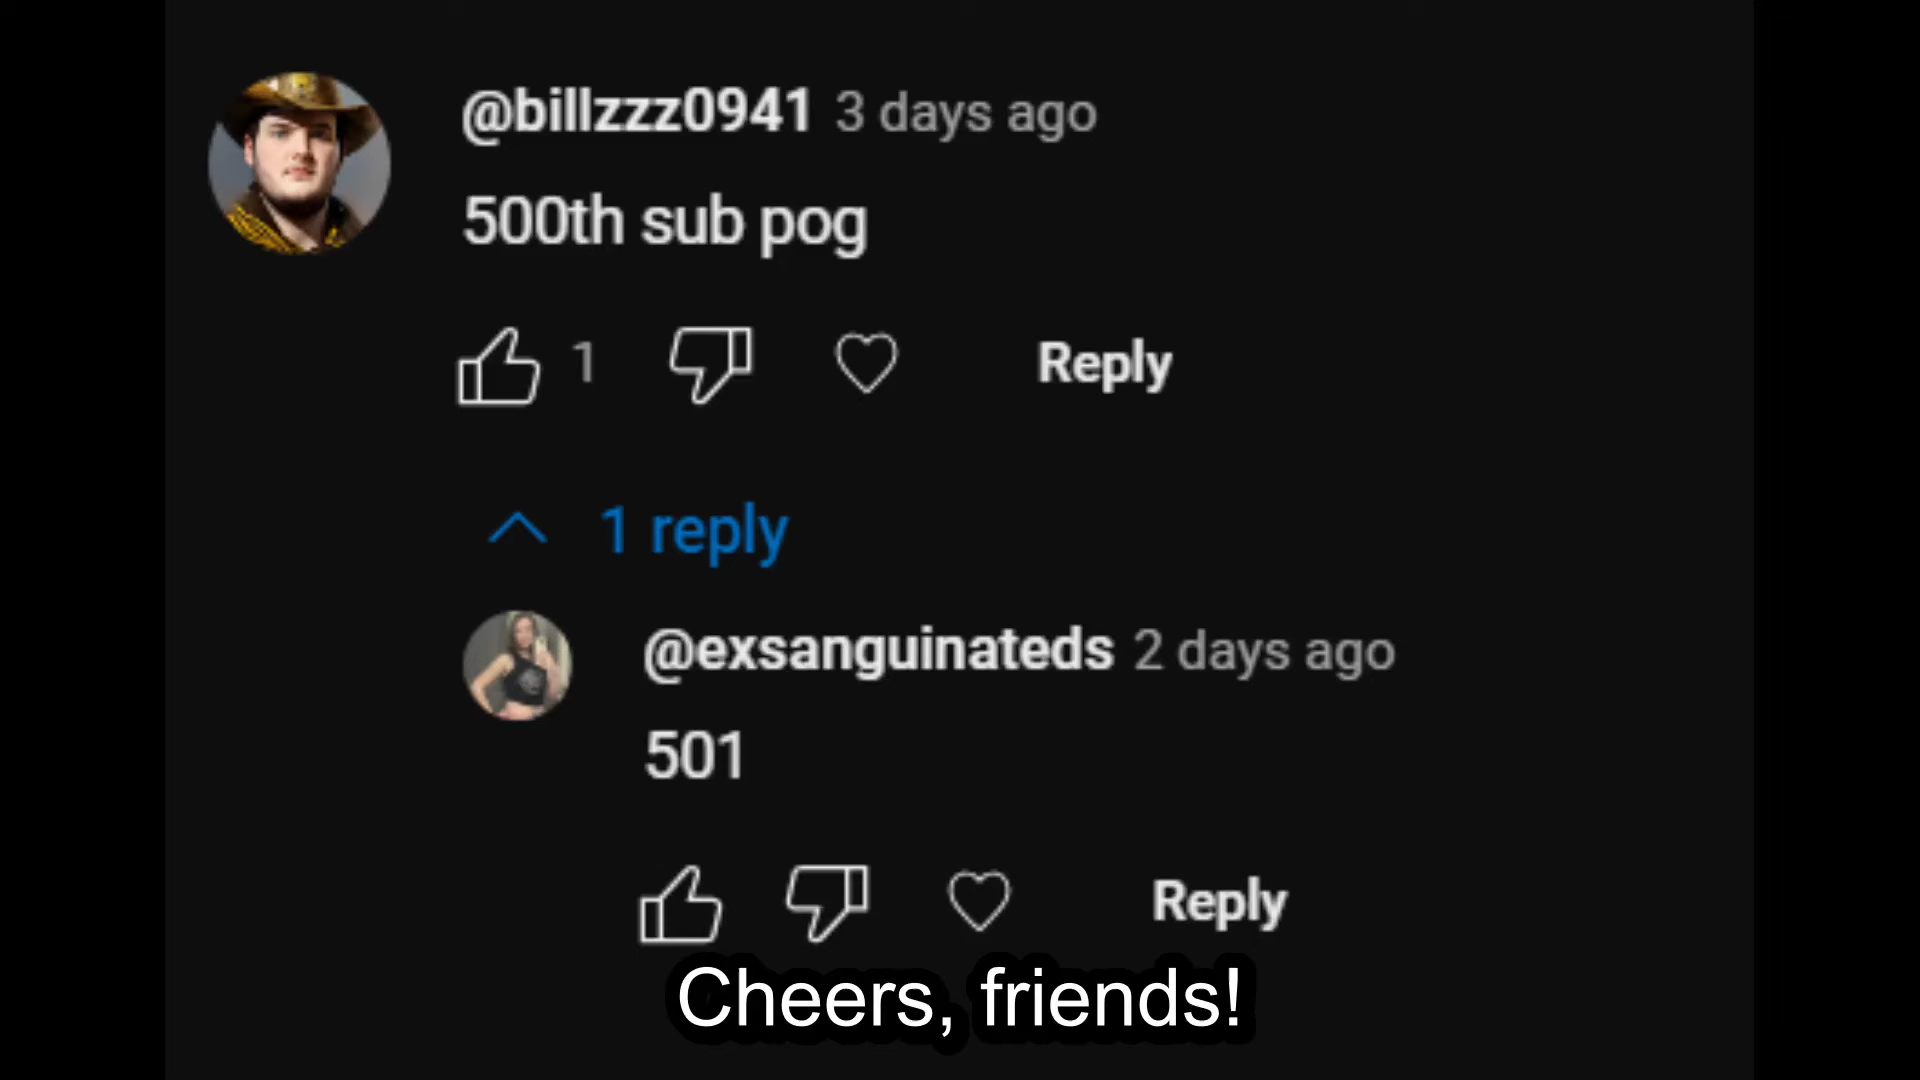 @billzzz0941 3 days ago
500th sub pog
1
Reply
1 reply
@exsanguinateds 2 days ago
501
Reply
Cheers, friends!